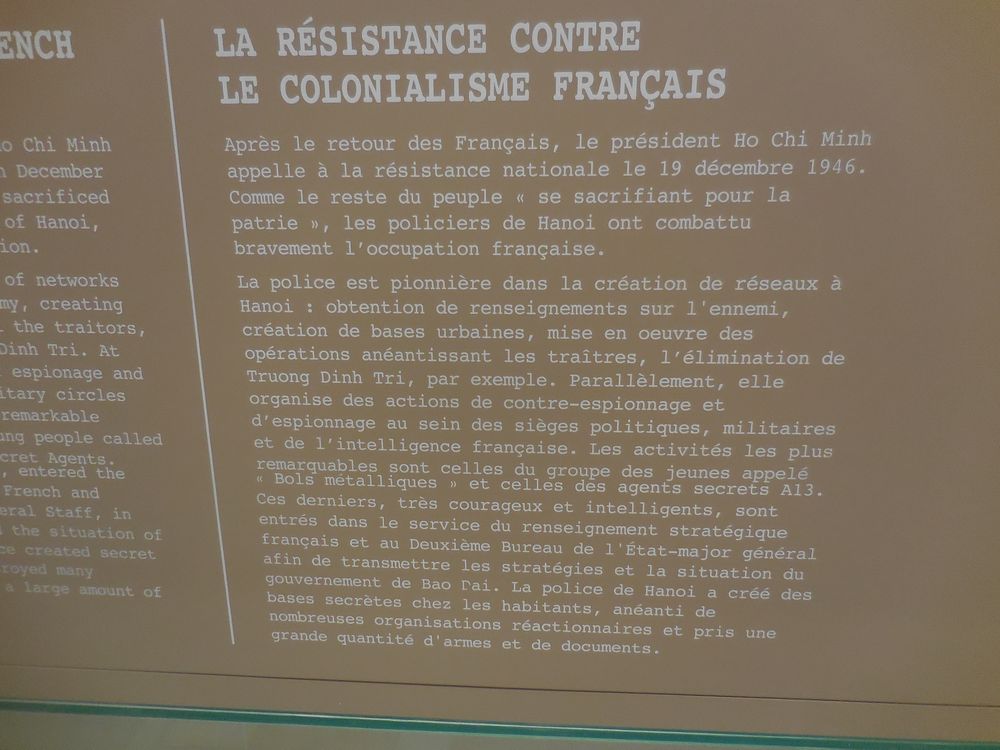 ENCH
o Chi Minh
December
sacrificed
of Hanoi,
ion.
of networks
my, creating
the traitors,
Dinh Tri. At
espionage and
itary circles
remarkable
ung people called
cret Agents.
, entered the
French and
eral Staff, in
the situation of
ce created secret
royed many
a large amount of
LA RÉSISTANCE CONTRE
LE COLONIALISME FRANÇAIS
Après le retour des Français, le président Ho Chi Minh
appelle à la résistance nationale le 19 décembre 1946.
Comme le reste du peuple « se sacrifiant pour la
patrie », les policiers de Hanoi ont combattu
bravement l'occupation française.
La police est pionnière dans la création de réseaux à
Hanoi : obtention de renseignements sur l'ennemi,
création de bases urbaines, mise en oeuvre des
opérations anéantissant les traîtres, l'élimination de
Truong Dinh Tri, par exemple. Parallèlement, elle
organise des actions de contre-espionnage et
d'espionnage au sein des sièges politiques, militaires
et de l'intelligence française. Les activités les plus
remarquables sont celles du groupe des jeunes appelé
« Bols métalliques » et celles des agents secrets A13.
Ces derniers, très courageux et intelligents, sont
entrés dans le service du renseignement stratégique
français et au Deuxième Bureau de l'État-major général
afin de transmettre les stratégies et la situation du
gouvernement de Bao Dai. La police de Hanoi a créé des
bases secrètes chez les habitants, anéanti de
nombreuses organisations réactionnaires et pris une
grande quantité d'armes et de documents.